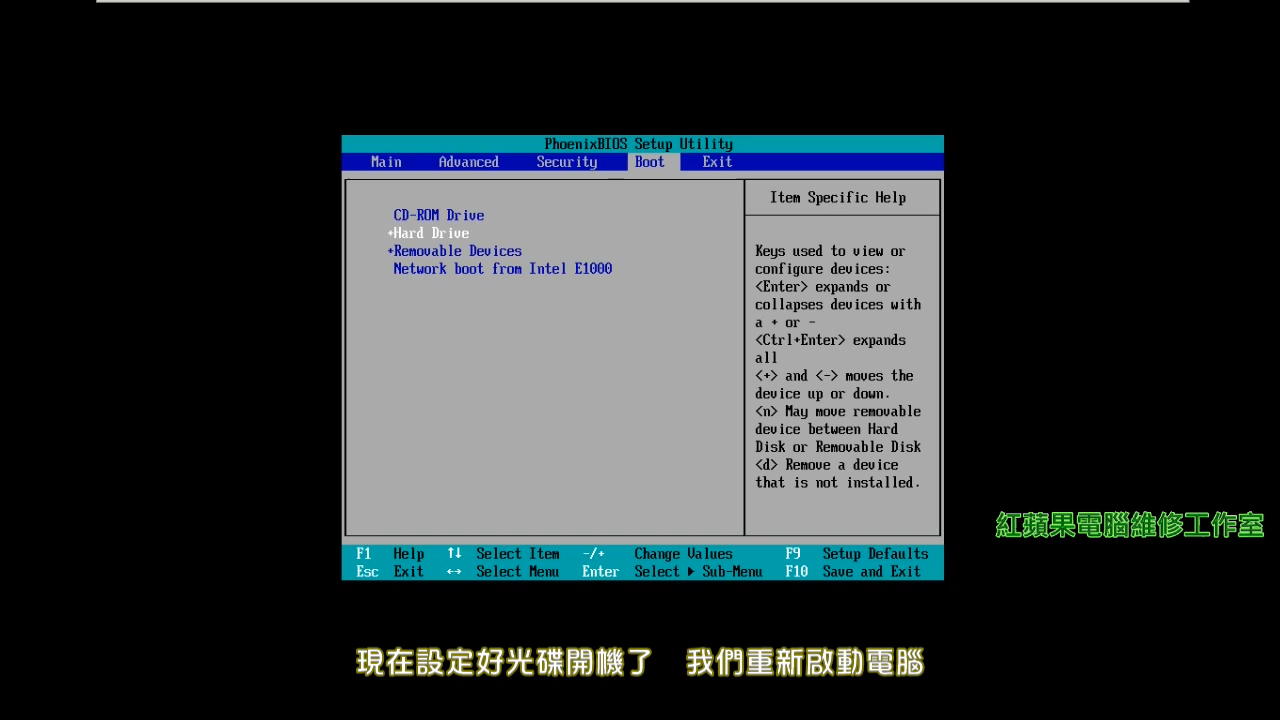 PhoenixBIOS Setup Utility
Main Advanced Security Boot Exit
CD-ROM Drive
+Hard Drive
+Removable Devices
Network boot from Intel E1000
Item Specific Help
Keys used to view or
configure devices:
<Enter> expands or
collapses devices with
a + or -
<Ctrl+Enter> expands
all
<+> and <-> moves the
device up or down.
<n> May move removable
device between Hard
Disk or Removable Disk
<d> Remove a device
that is not installed.
紅蘋果電腦維修工作室
F1 Help ↑↓ Select Item -/+ Change Values F9 Setup Defaults
Esc Exit ↔ Select Menu Enter Select ▶ Sub-Menu F10 Save and Exit
現在設定好光碟開機了 我們重新啟動電腦